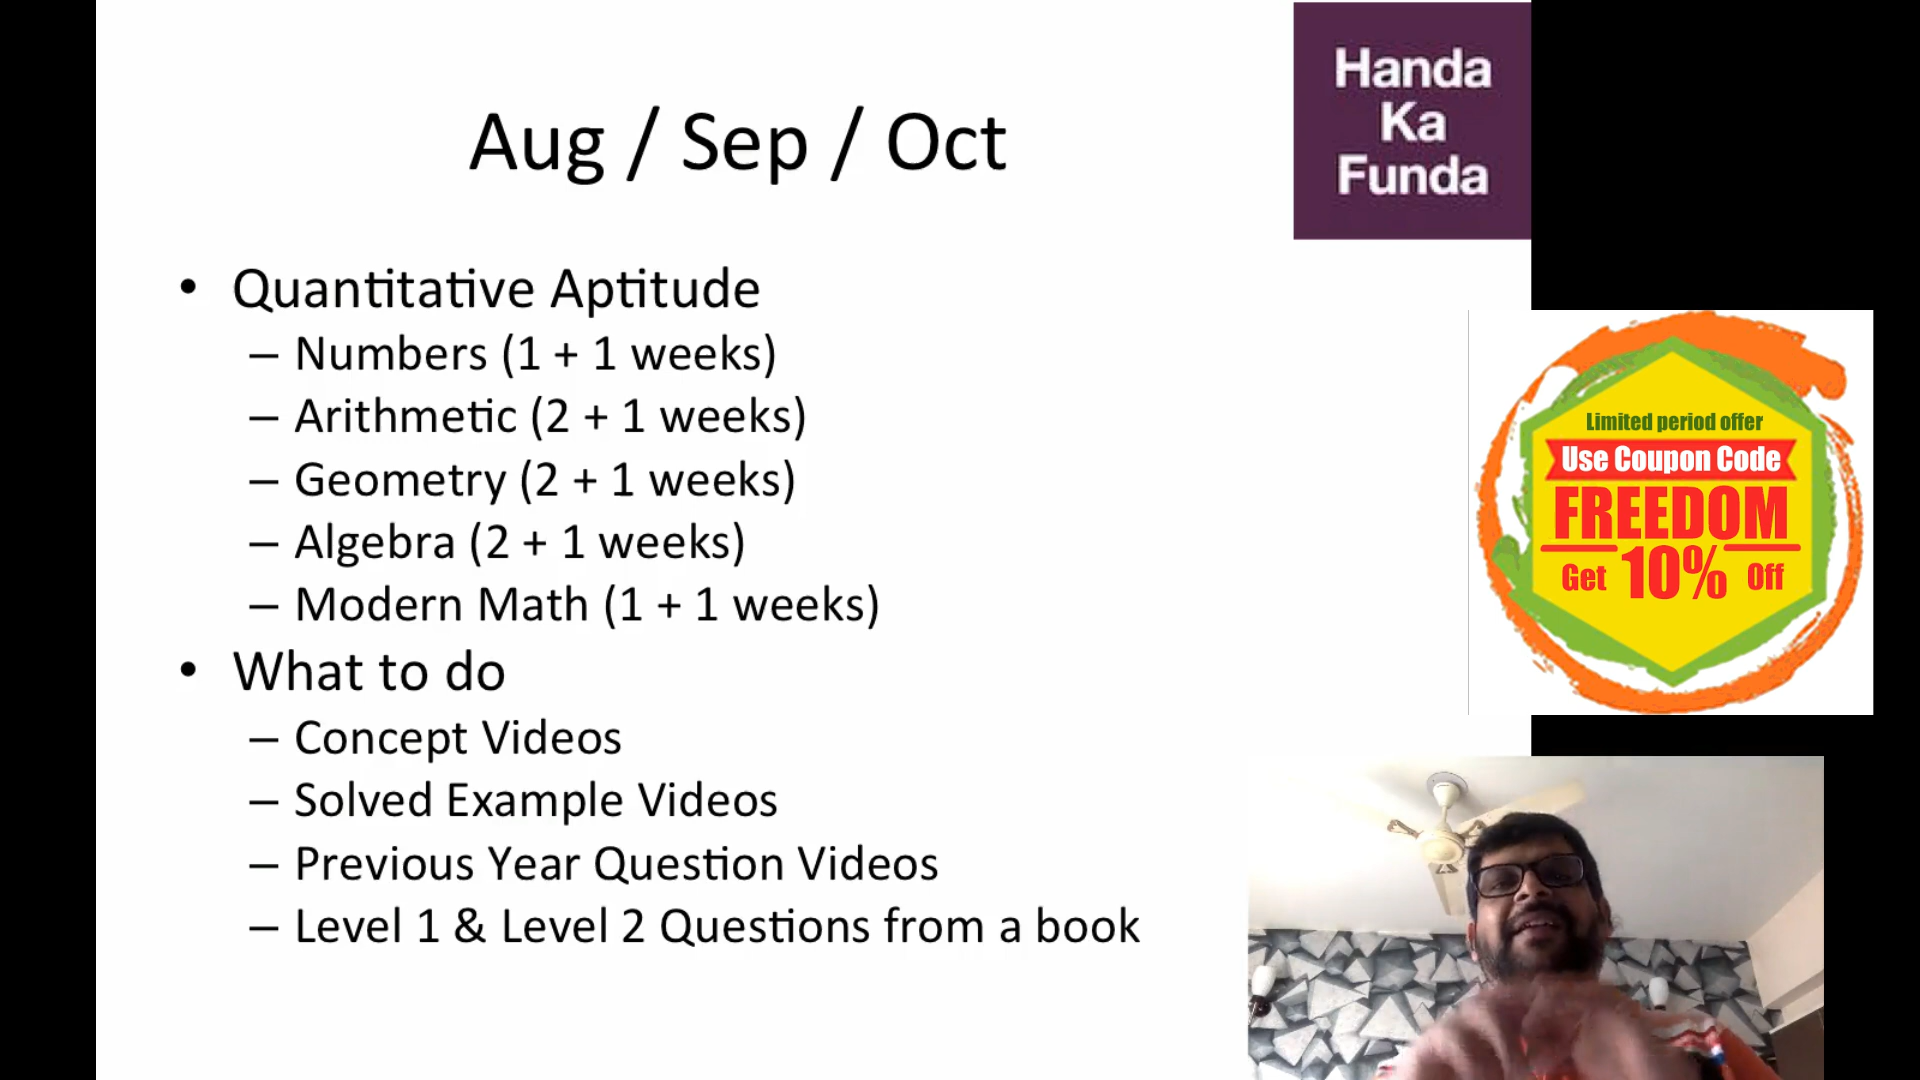 Aug / Sep / Oct
Handa
Ka
Funda
• Quantitative Aptitude
– Numbers (1 + 1 weeks)
– Arithmetic (2 + 1 weeks)
– Geometry (2 + 1 weeks)
– Algebra (2 + 1 weeks)
– Modern Math (1 + 1 weeks)
• What to do
– Concept Videos
– Solved Example Videos
– Previous Year Question Videos
– Level 1 & Level 2 Questions from a book
Limited period offer
Use Coupon Code
FREEDOM
Get 10% Off